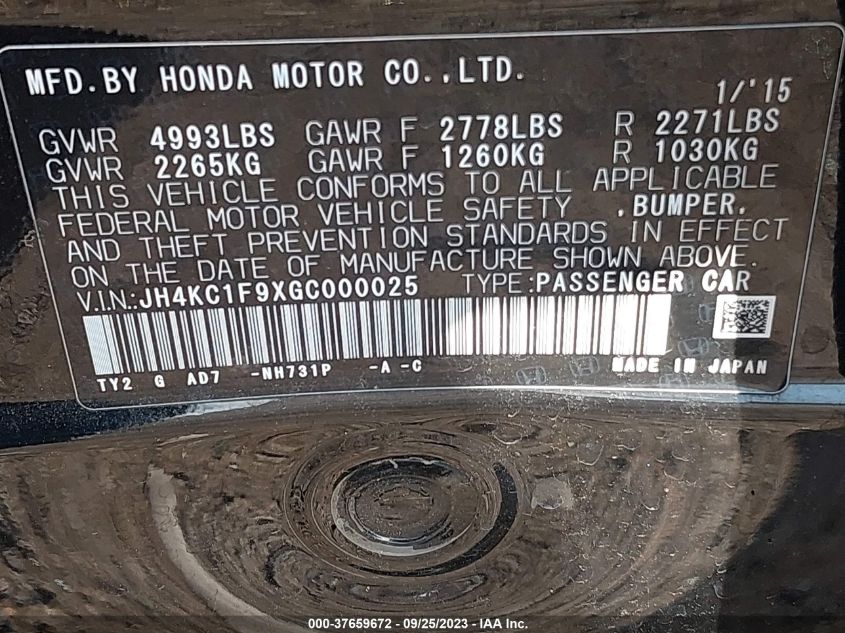 MFD.BY HONDA MOTOR CO.,LTD. 1/'15
GVWR 4993LBS GAWR F 2778LBS R 2271LBS
GVWR 2265KG GAWR F 1260KG R 1030KG
THIS VEHICLE CONFORMS TO ALL APPLICABLE
FEDERAL MOTOR VEHICLE SAFETY ,BUMPER,
AND THEFT PREVENTION STANDARDS IN EFFECT
ON THE DATE OF MANUFACTURE SHOWN ABOVE.
V.I.N.:JH4KC1F9XGC000025 TYPE:PASSENGER CAR
TY2 G AD7 -NH731P -A -C MADE IN JAPAN
000-37659672 / 09/25/2023 - IAA Inc.